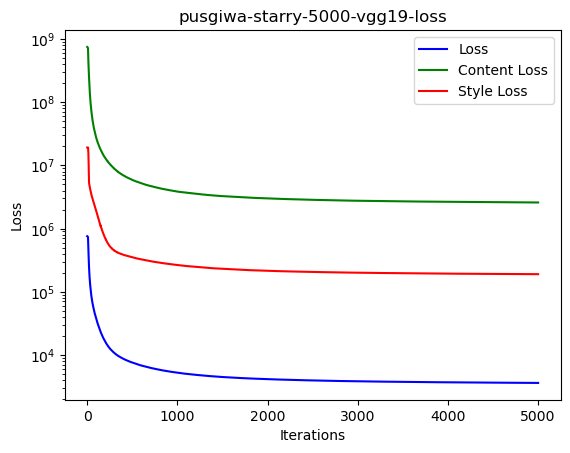 pusgiwa-starry-5000-vgg19-loss
Loss
Content Loss
Style Loss
10⁹
10⁸
10⁷
10⁶
10⁵
10⁴
Loss
0 1000 2000 3000 4000 5000
Iterations